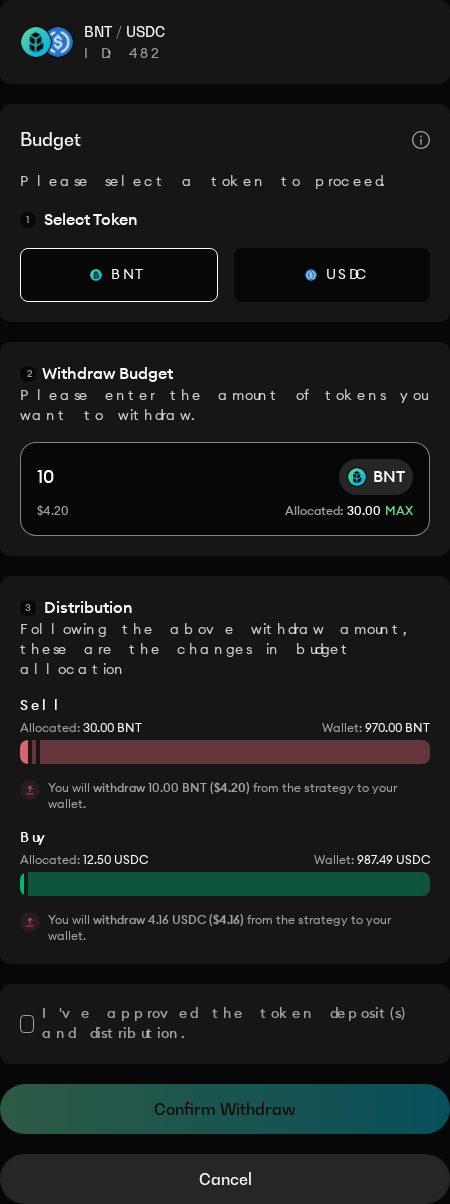 BNT / USDC
ID: 482
Budget
Please select a token to proceed.
1 Select Token
BNT
USDC
2 Withdraw Budget
Please enter the amount of tokens you
want to withdraw.
10
BNT
$4.20
Allocated: 30.00 MAX
3 Distribution
Following the above withdraw amount,
these are the changes in budget
allocation
Sell
Allocated: 30.00 BNT
Wallet: 970.00 BNT
You will withdraw 10.00 BNT ($4.20) from the strategy to your
wallet.
Buy
Allocated: 12.50 USDC
Wallet: 987.49 USDC
You will withdraw 4.16 USDC ($4.16) from the strategy to your
wallet.
I've approved the token deposit(s)
and distribution.
Confirm Withdraw
Cancel